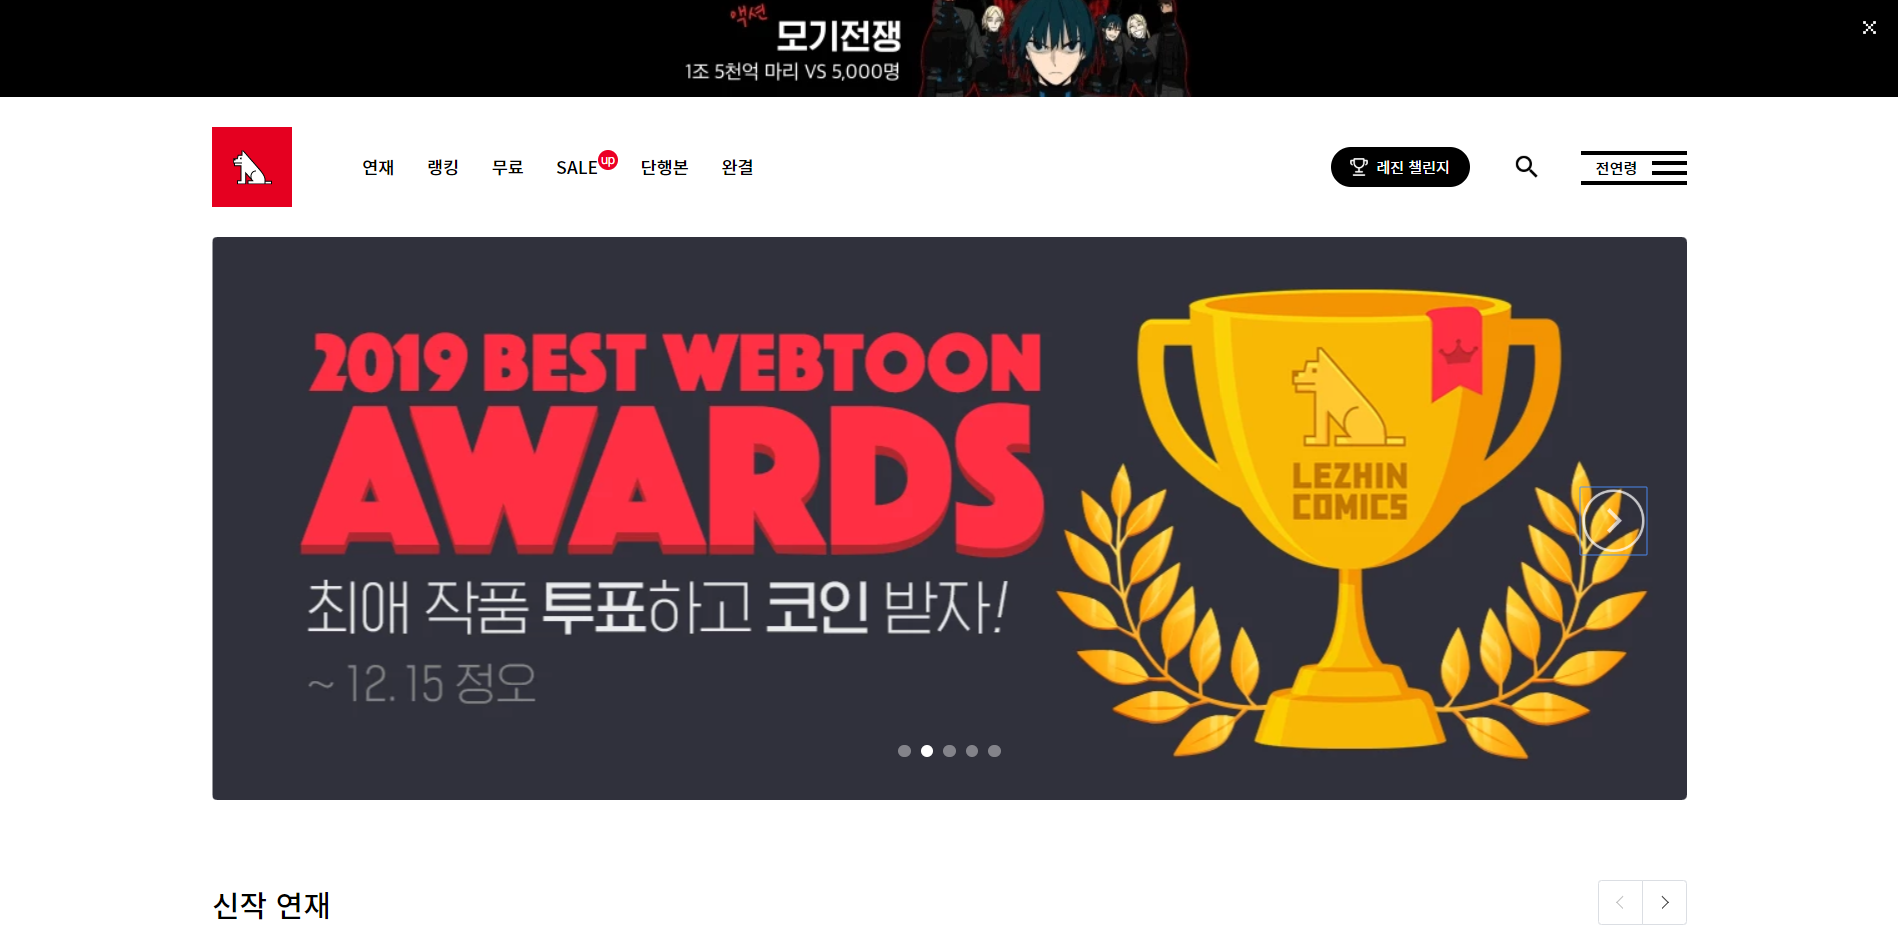 액션
모기전쟁
1조 5천억 마리 VS 5,000명
연재 랭킹 무료 SALE up 단행본 완결
레진 챌린지
전연령
2019 BEST WEBTOON
AWARDS
최애 작품 투표하고 코인 받자!
~ 12. 15 정오
LEZHIN
COMICS
신작 연재